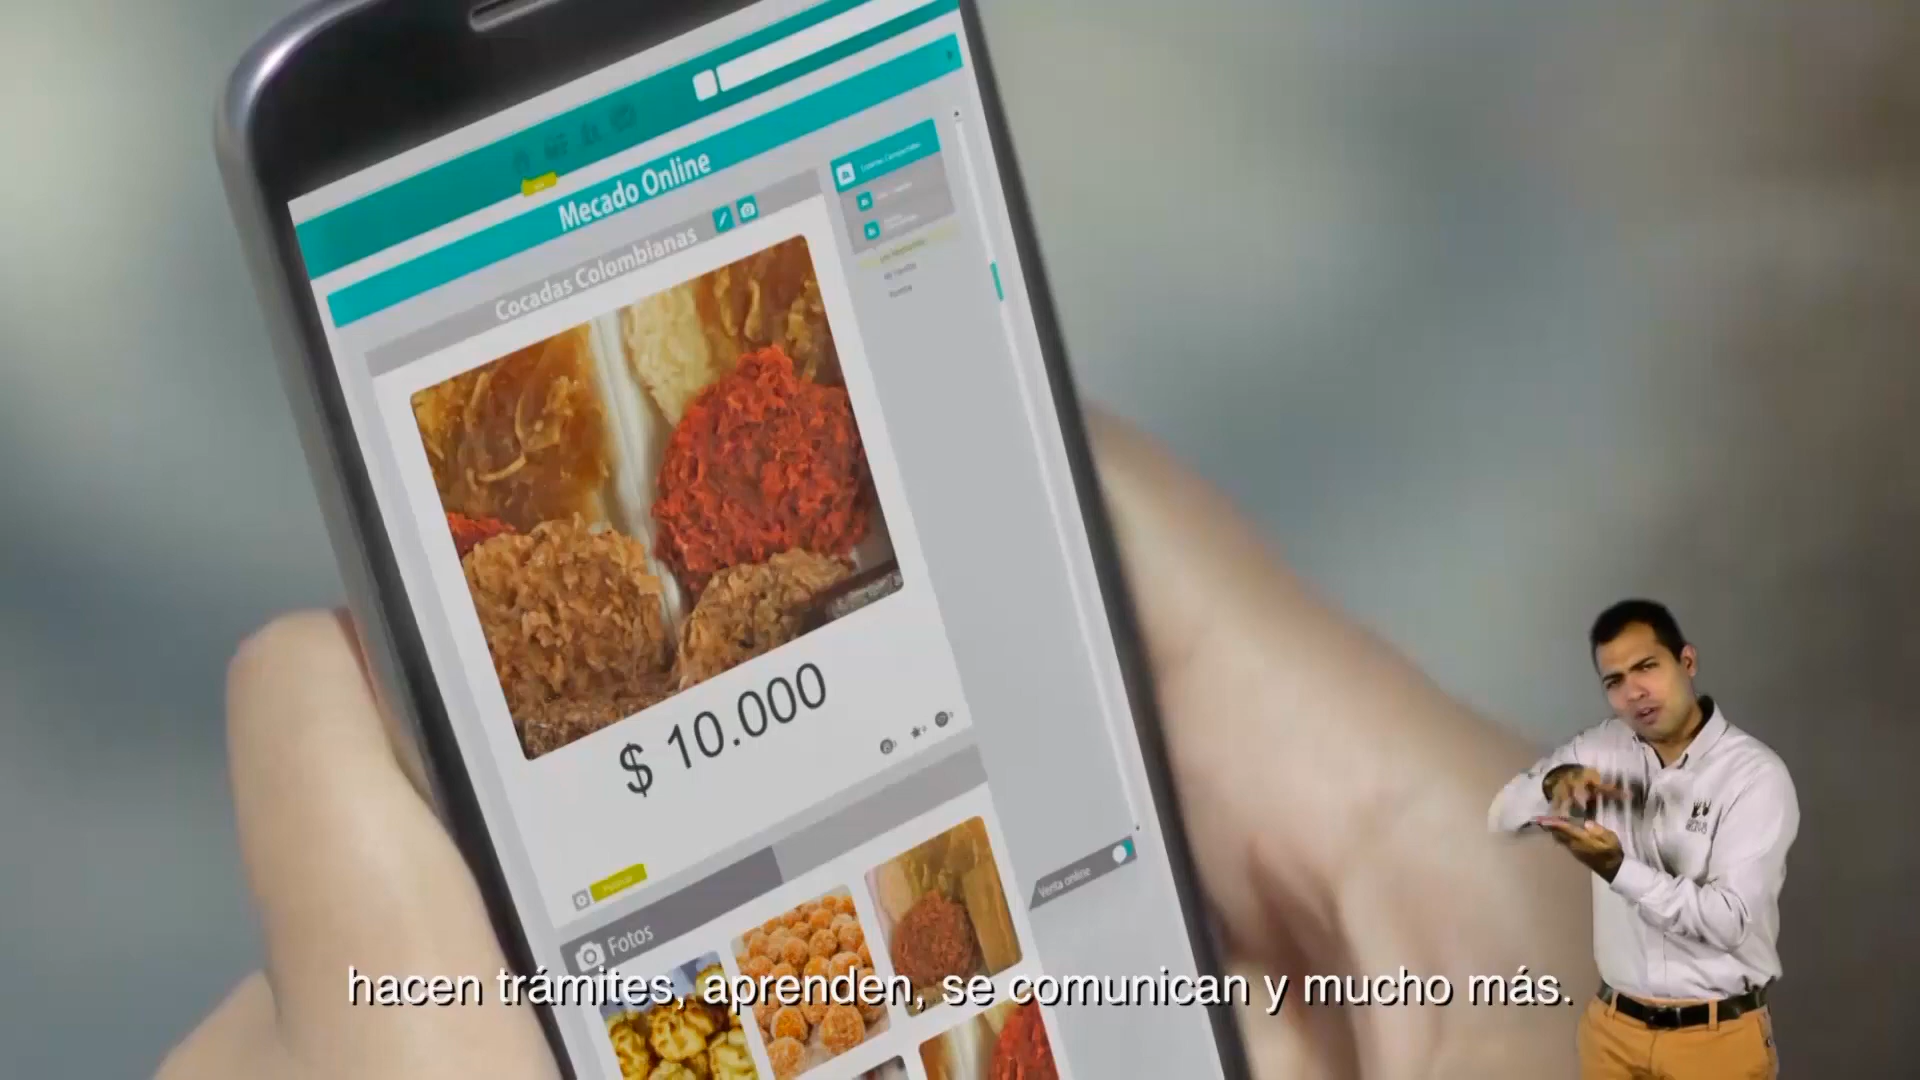 Mecado Online
Cocadas Colombianas
$ 10.000
Fotos
Venta online
hacen trámites, aprenden, se comunican y mucho más.